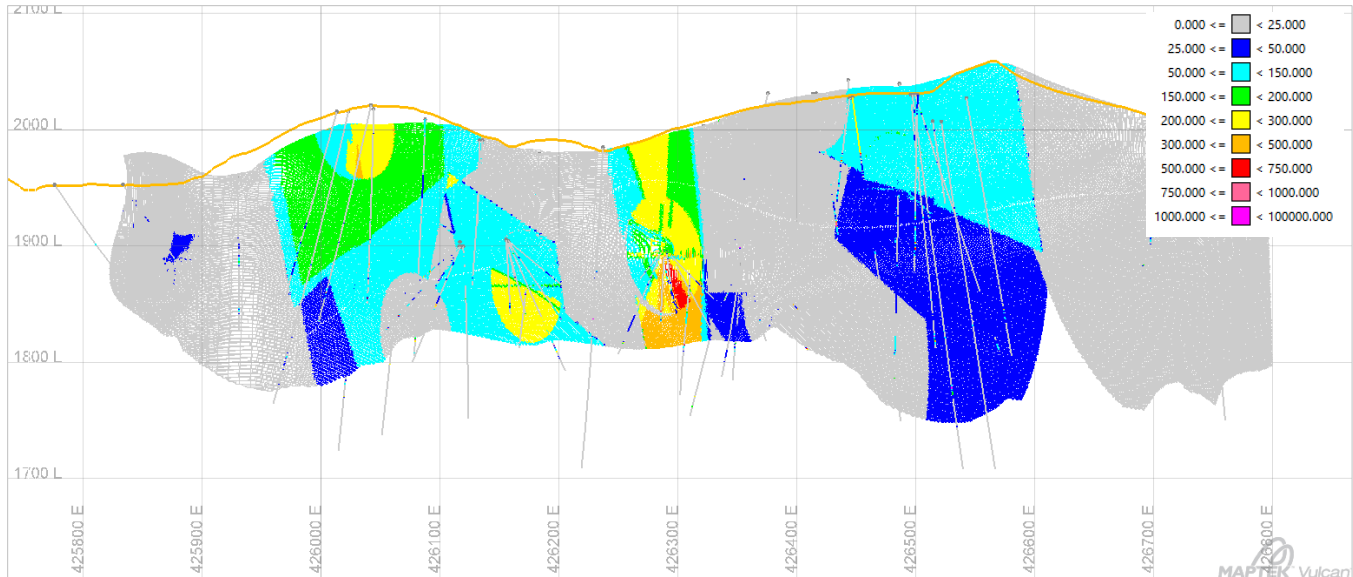 2100 L
2000 L
1900 L
1800 L
1700 L
0.000 <= < 25.000
25.000 <= < 50.000
50.000 <= < 150.000
150.000 <= < 200.000
200.000 <= < 300.000
300.000 <= < 500.000
500.000 <= < 750.000
750.000 <= < 1000.000
1000.000 <= < 100000.000
425800 E
425900 E
426000 E
426100 E
426200 E
426300 E
426400 E
426500 E
426600 E
426700 E
426800 E
MAPTEK Vulcan